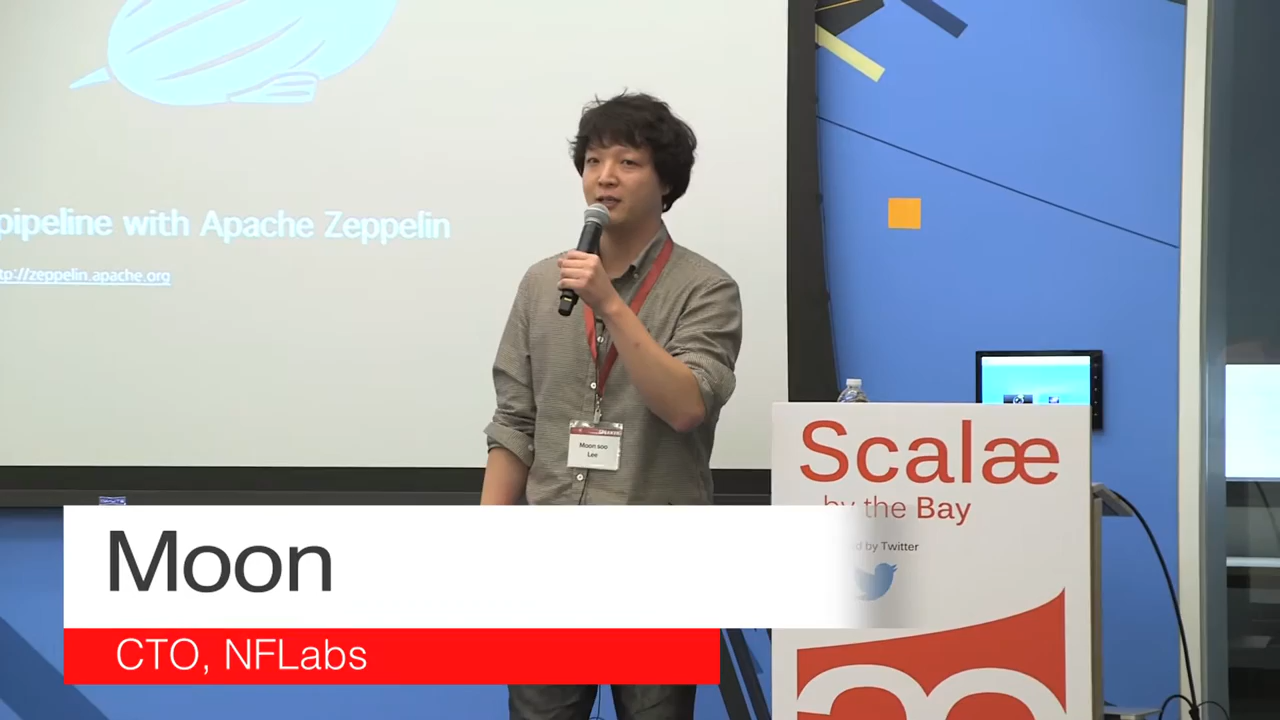 pipeline with Apache Zeppelin
tp://zeppelin.apache.org
SPEAKER
Moon soo
Lee
Scalæ
by the Bay
d by Twitter
Moon
CTO, NFLabs
æ